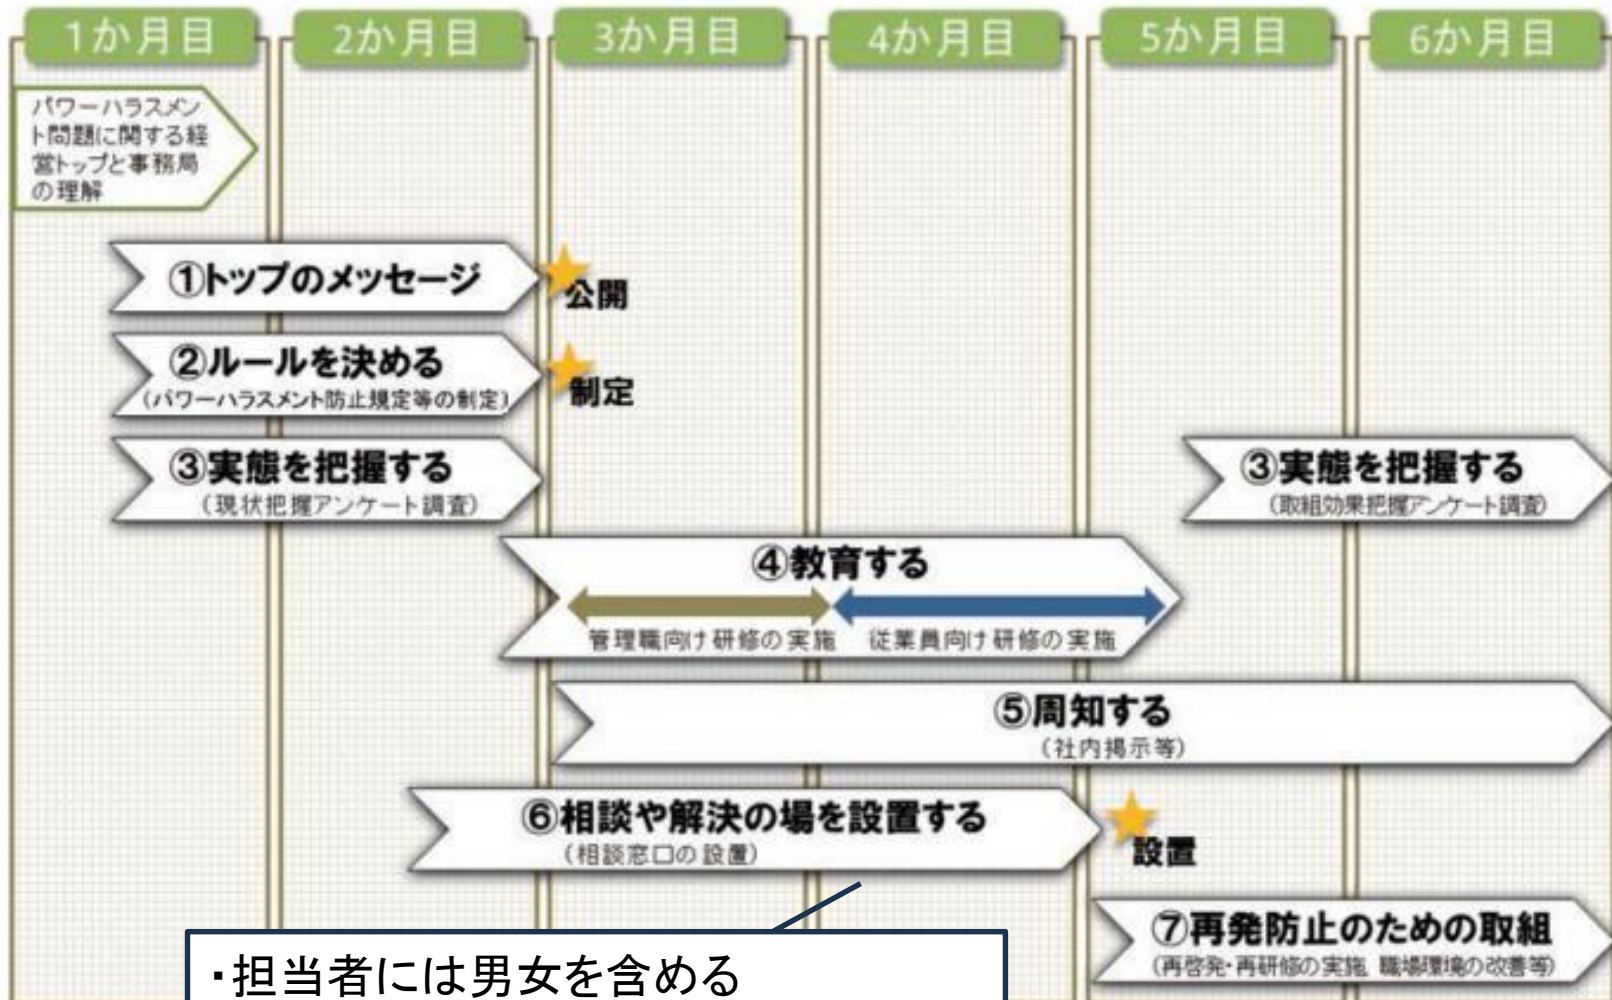 1か月目
2か月目
3か月目
4か月目
5か月目
6か月目
パワーハラスメン
ト問題に関する経
営トップと事務局
の理解
①トップのメッセージ
公開
②ルールを決める
(パワーハラスメント防止規定等の制定)
制定
③実態を把握する
(現状把握アンケート調査)
③実態を把握する
(取組効果把握アンケート調査)
④教育する
管理職向け研修の実施
従業員向け研修の実施
⑤周知する
(社内掲示等)
⑥相談や解決の場を設置する
(相談窓口の設置)
設置
⑦再発防止のための取組
(再啓発・再研修の実施 職場環境の改善等)
・担当者には男女を含める